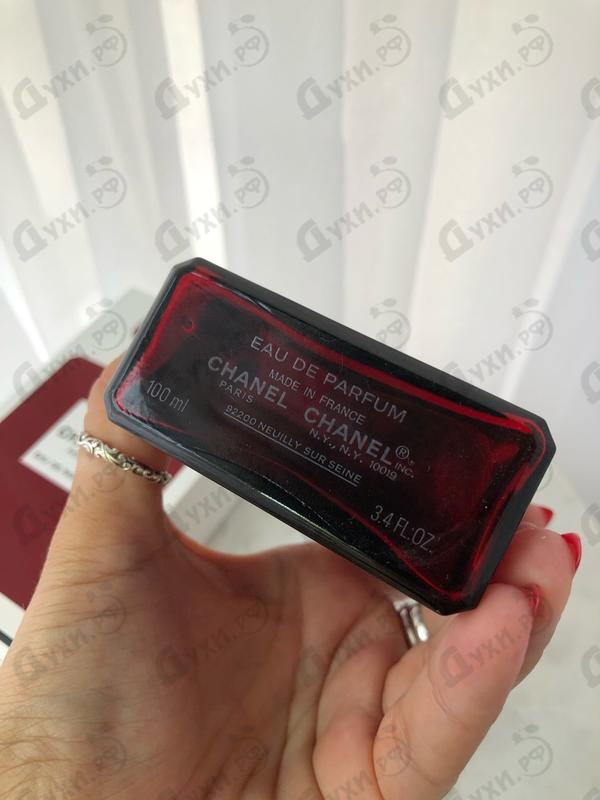 EAU DE PARFUM
MADE IN FRANCE
CHANEL CHANEL®
PARIS N.Y., N.Y. 10019 INC.
92200 NEUILLY SUR SEINE
100 ml
3.4 FL.OZ.
Духи.рф